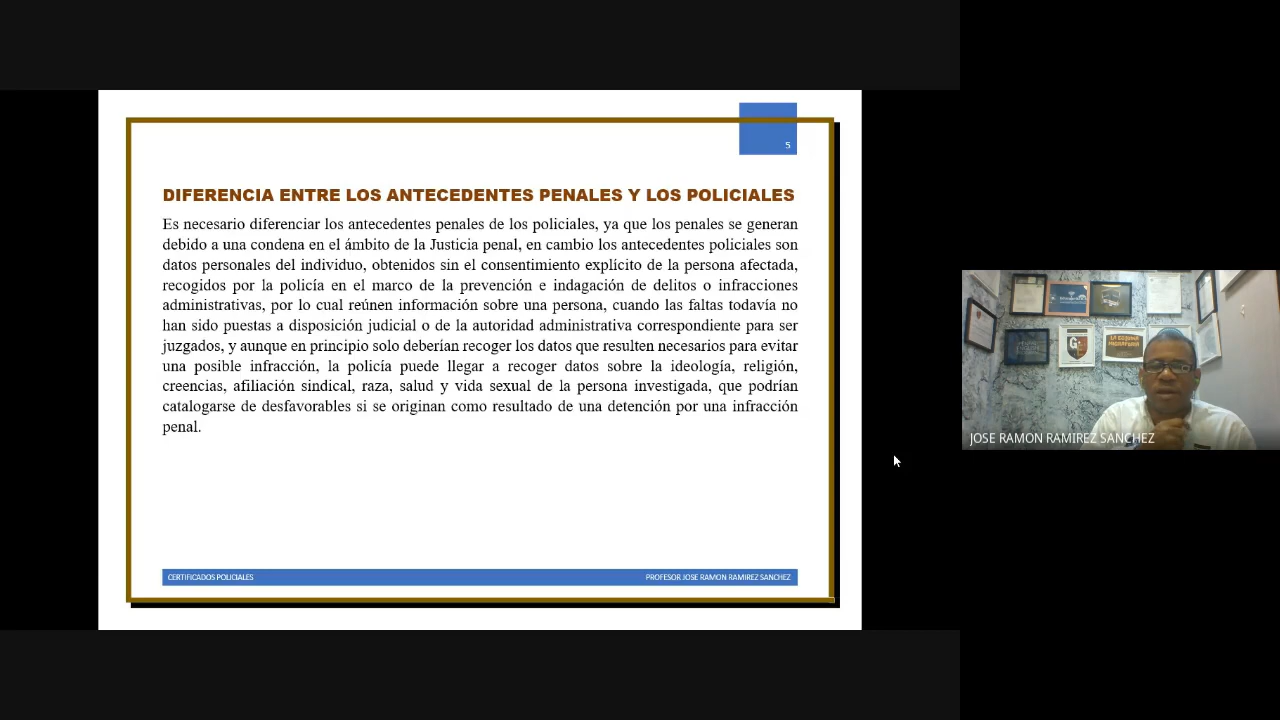 5
DIFERENCIA ENTRE LOS ANTECEDENTES PENALES Y LOS POLICIALES
Es necesario diferenciar los antecedentes penales de los policiales, ya que los penales se generan
debido a una condena en el ámbito de la Justicia penal, en cambio los antecedentes policiales son
datos personales del individuo, obtenidos sin el consentimiento explícito de la persona afectada,
recogidos por la policía en el marco de la prevención e indagación de delitos o infracciones
administrativas, por lo cual reúnen información sobre una persona, cuando las faltas todavía no
han sido puestas a disposición judicial o de la autoridad administrativa correspondiente para ser
juzgados, y aunque en principio solo deberían recoger los datos que resulten necesarios para evitar
una posible infracción, la policía puede llegar a recoger datos sobre la ideología, religión,
creencias, afiliación sindical, raza, salud y vida sexual de la persona investigada, que podrían
catalogarse de desfavorables si se originan como resultado de una detención por una infracción
penal.
CERTIFICADOS POLICIALES
PROFESOR JOSE RAMON RAMIREZ SANCHEZ
JOSE RAMON RAMIREZ SANCHEZ